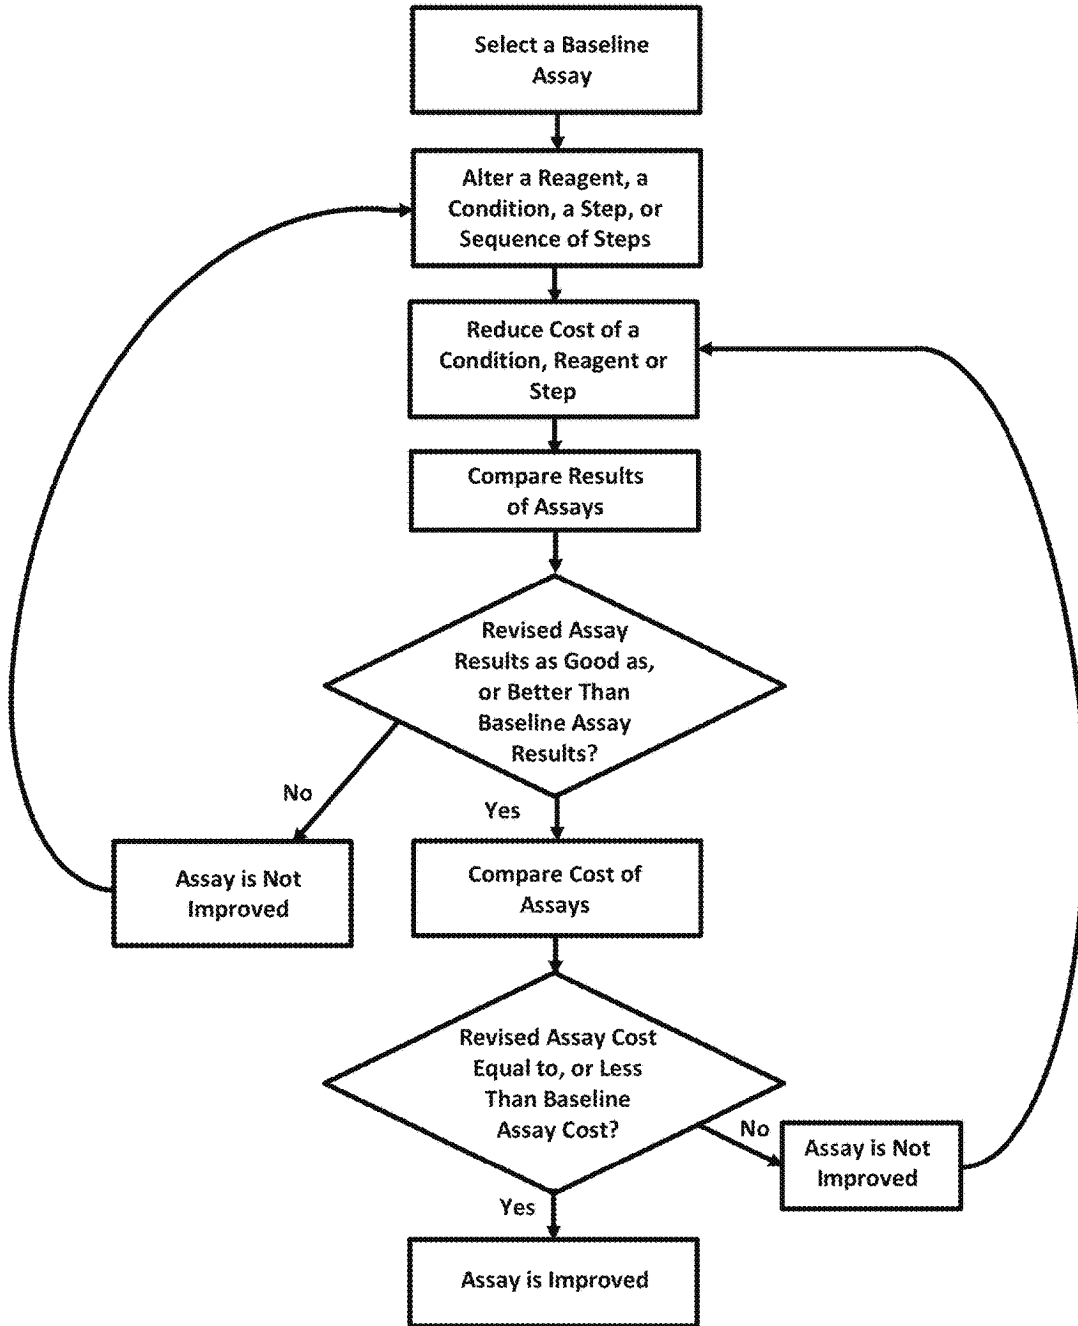 Select a Baseline
Assay
Alter a Reagent, a
Condition, a Step, or
Sequence of Steps
Reduce Cost of a
Condition, Reagent or
Step
Compare Results
of Assays
Revised Assay
Results as Good as,
or Better Than
Baseline Assay
Results?
No
Yes
Assay is Not
Improved
Compare Cost of
Assays
Revised Assay Cost
Equal to, or Less
Than Baseline
Assay Cost?
No
Assay is Not
Improved
Yes
Assay is Improved